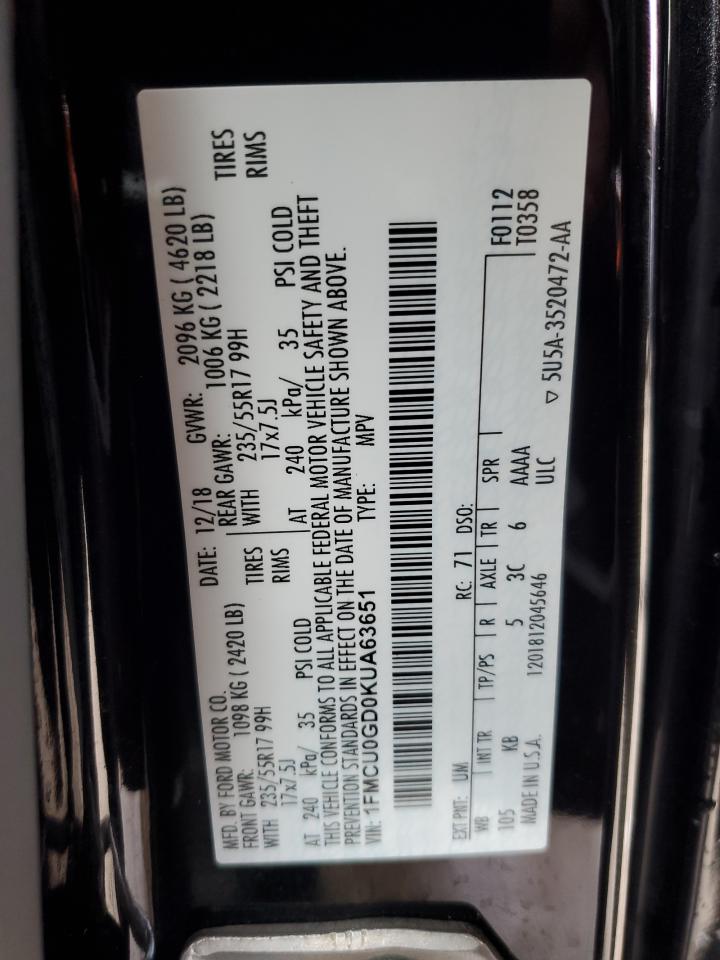 MFD. BY FORD MOTOR CO.
DATE: 12/18 GVWR: 2096 KG ( 4620 LB)
FRONT GAWR: 1098 KG ( 2420 LB) REAR GAWR: 1006 KG ( 2218 LB)
WITH 235/55R17 99H TIRES WITH 235/55R17 99H TIRES
17x7.5J RIMS 17x7.5J RIMS
AT 240 kPa/ 35 PSI COLD AT 240 kPa/ 35 PSI COLD
THIS VEHICLE CONFORMS TO ALL APPLICABLE FEDERAL MOTOR VEHICLE SAFETY AND THEFT
PREVENTION STANDARDS IN EFFECT ON THE DATE OF MANUFACTURE SHOWN ABOVE.
VIN: 1FMCU0GD0KUA63651 TYPE: MPV
EXT PNT: UM RC: 71 DSO: F0112
WB INT TR TP/PS R AXLE TR SPR T0358
105 KB 5 3C 6 AAAA
MADE IN U.S.A. 1201812045646 ULC ▽ 5U5A-3520472-AA